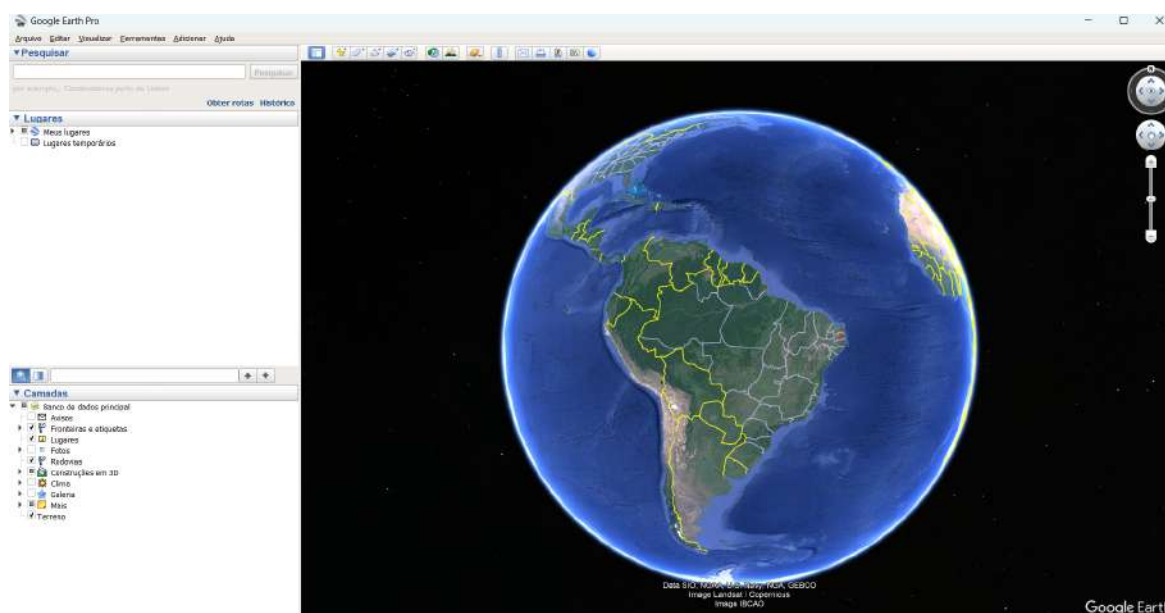 Google Earth Pro
Arquivo Editar Visualizar Ferramentas Adicionar Ajuda
Pesquisar
Pesquisar
Obter rotas Histórico
Lugares
Meus lugares
Lugares temporários
Camadas
Banco de dados principal
Avisos
Fronteiras e etiquetas
Lugares
Fotos
Rodovias
Construções em 3D
Clima
Galeria
Mais
Terreno
N
Data SIO, NOAA, U.S. Navy, NGA, GEBCO
Image Landsat / Copernicus
Image IBCAO
Google Eart